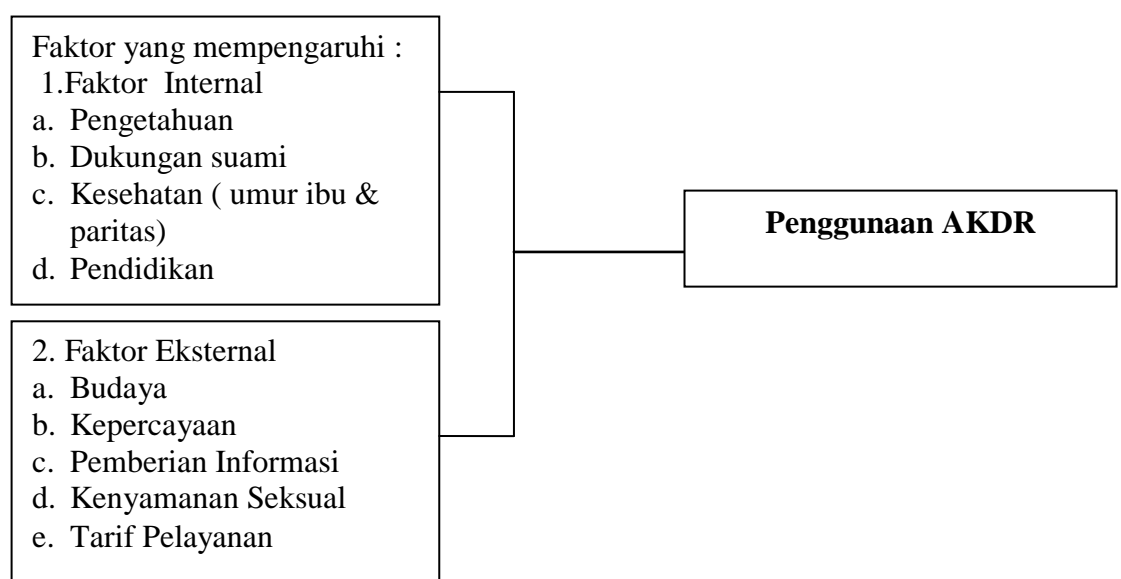 Faktor yang mempengaruhi :
1.Faktor Internal
a. Pengetahuan
b. Dukungan suami
c. Kesehatan ( umur ibu &
paritas)
d. Pendidikan
2. Faktor Eksternal
a. Budaya
b. Kepercayaan
c. Pemberian Informasi
d. Kenyamanan Seksual
e. Tarif Pelayanan
Penggunaan AKDR